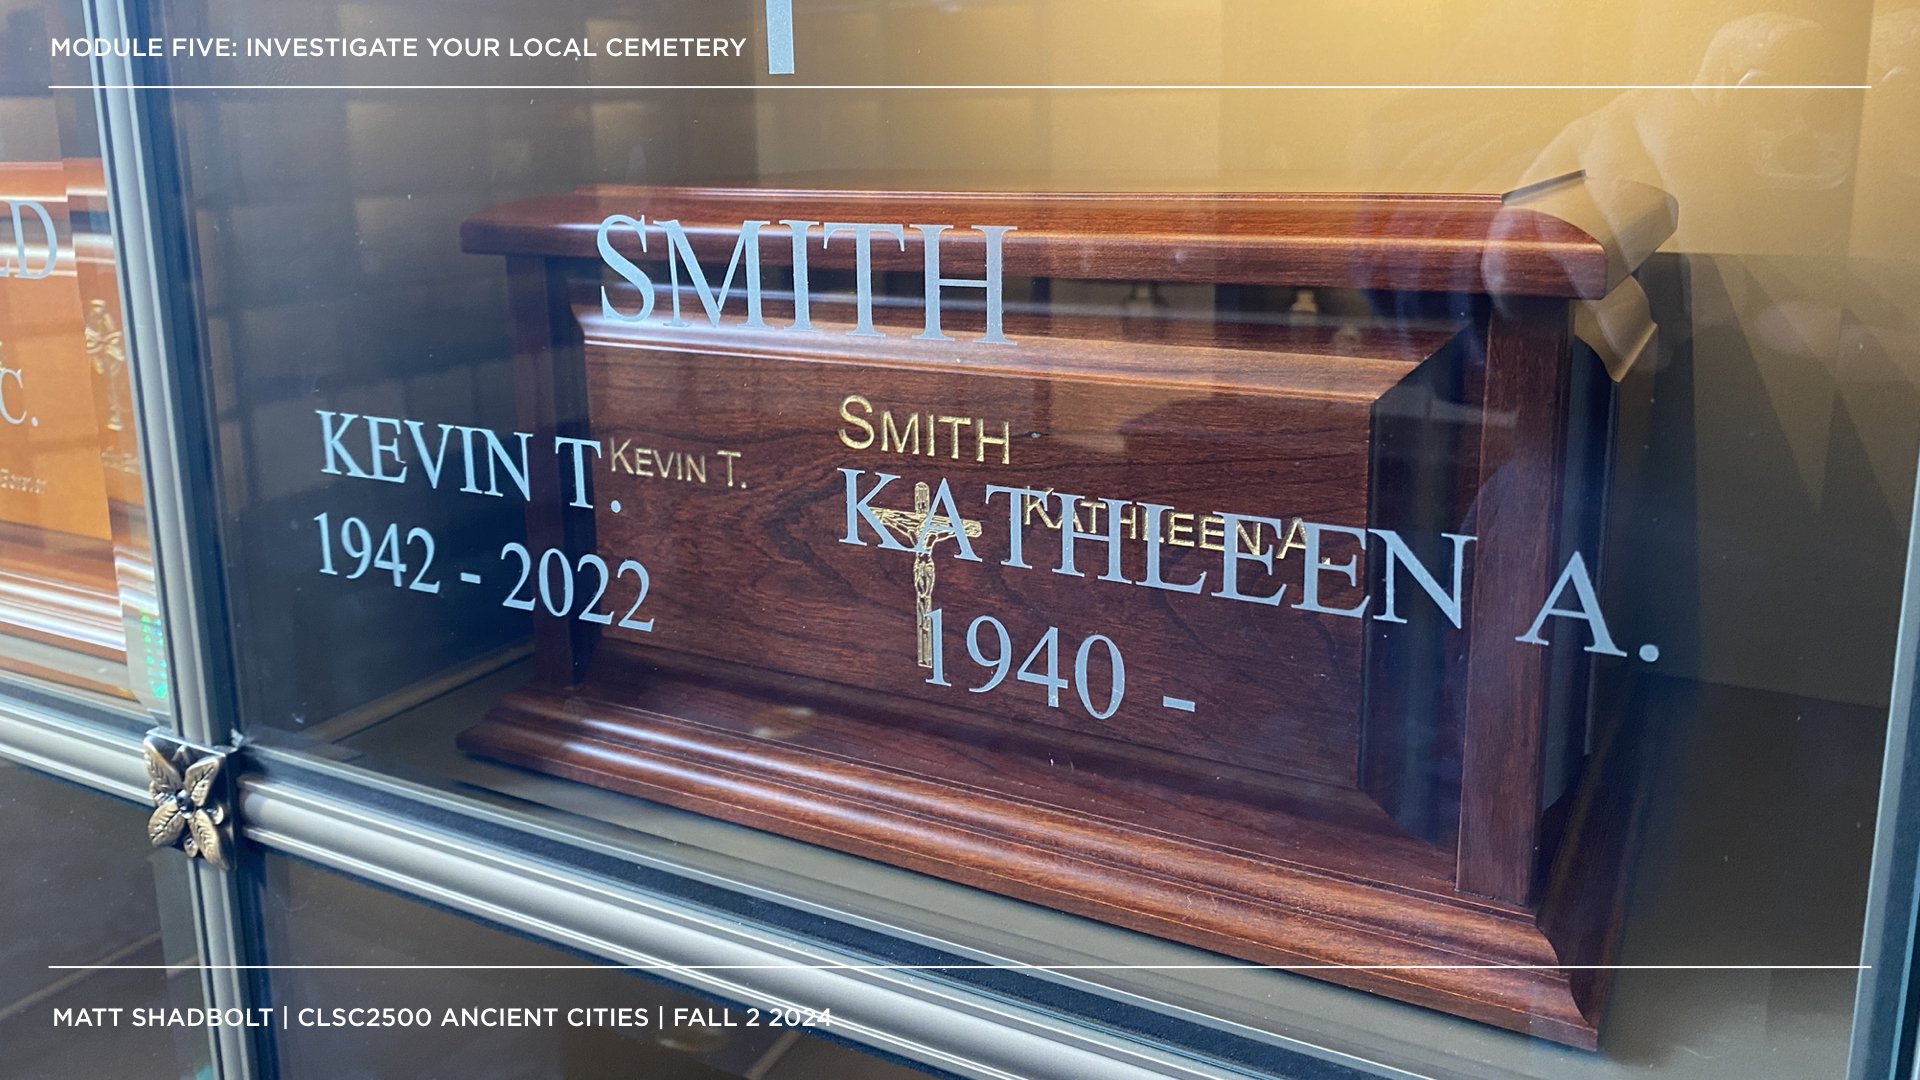 MODULE FIVE: INVESTIGATE YOUR LOCAL CEMETERY
LD
C.
SMITH
KEVIN T.
1942 - 2022
KATHLEEN A.
1940 -
SMITH
KEVIN T.
KATHLEEN A.
MATT SHADBOLT | CLSC2500 ANCIENT CITIES | FALL 2 2024